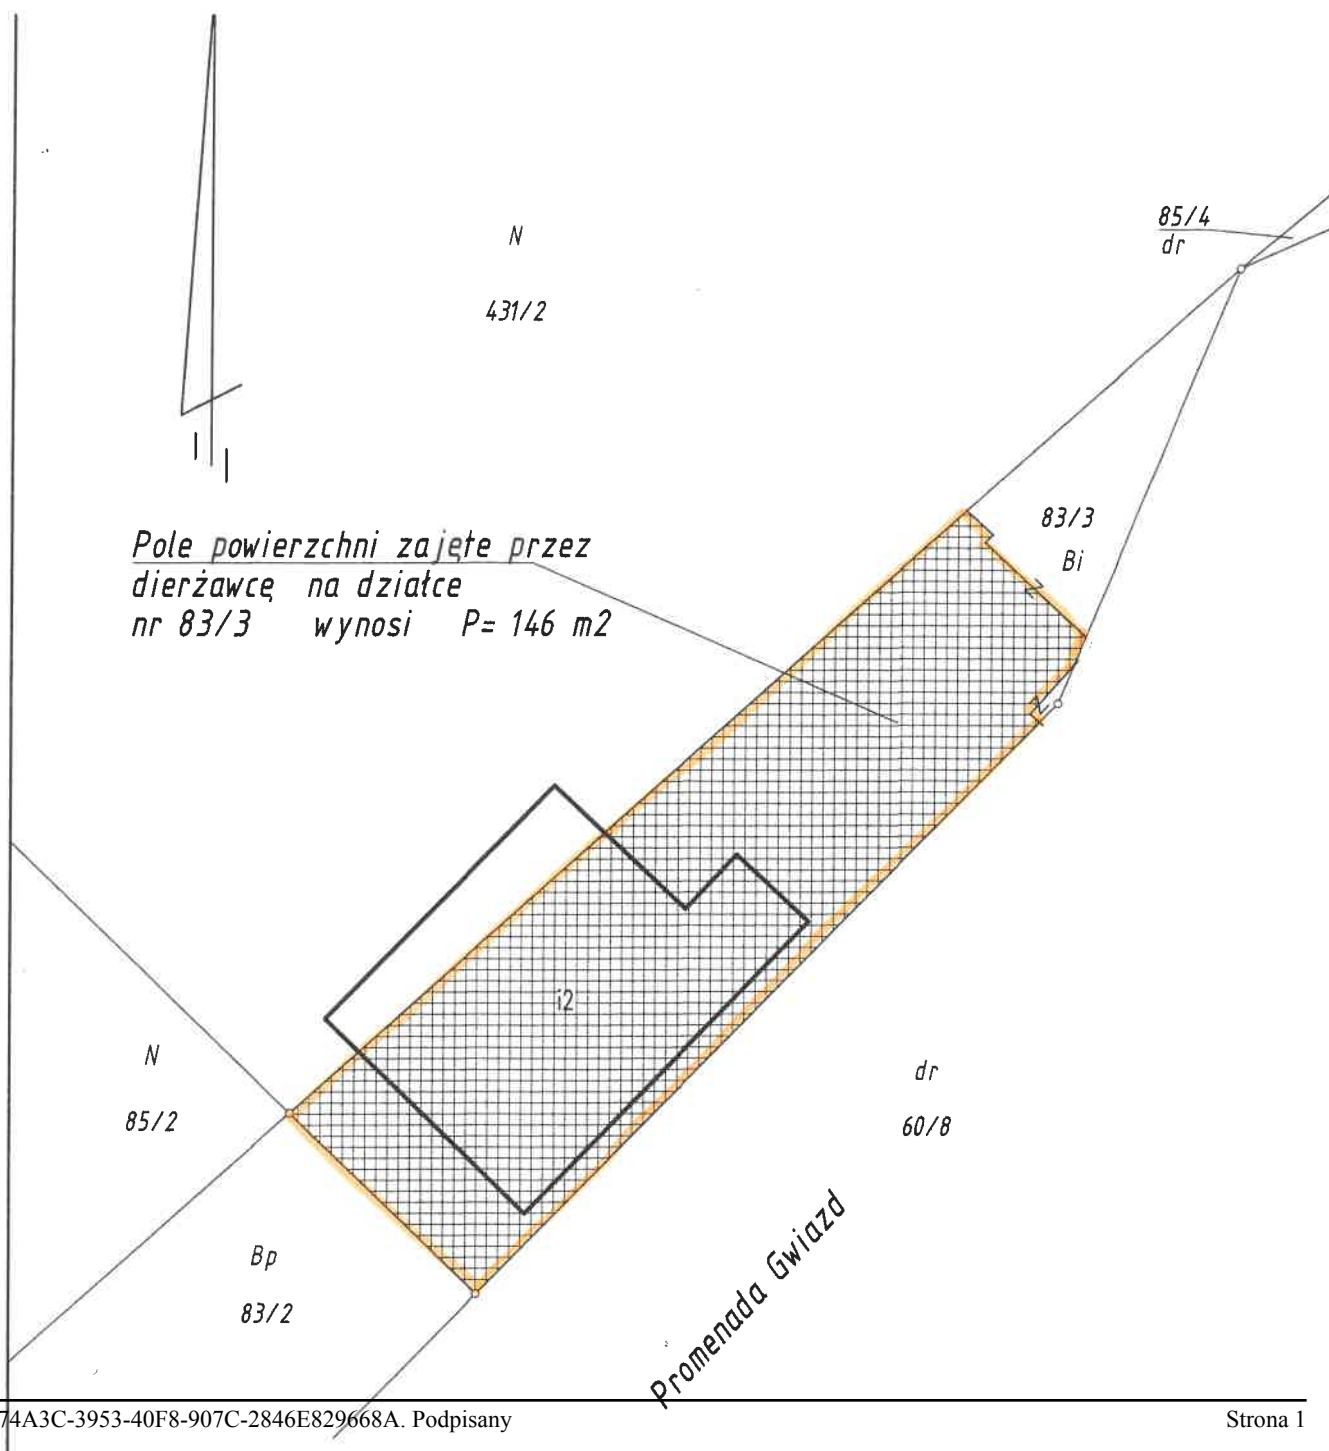 85/4
dr
N
431/2
83/3
Bi
Pole powierzchni zajęte przez
dierżawcę na działce
nr 83/3 wynosi P= 146 m2
i2
N
85/2
dr
60/8
Bp
83/2
Promenada Gwiazd
74A3C-3953-40F8-907C-2846E829668A. Podpisany
Strona 1